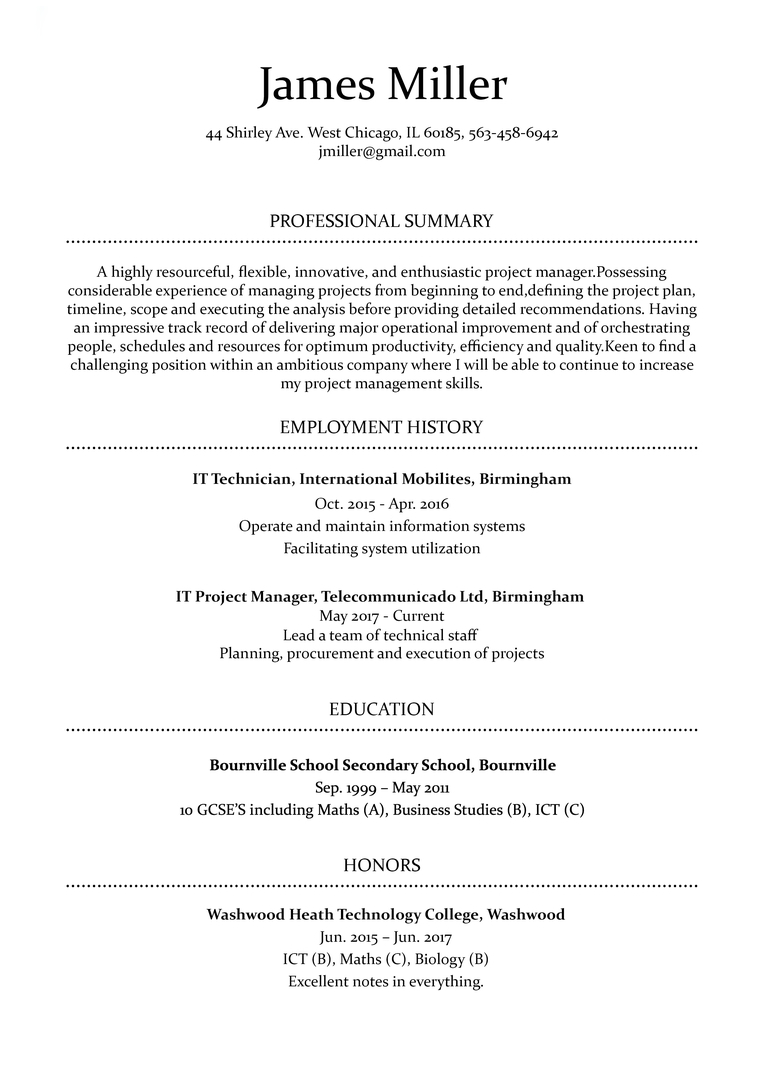 James Miller
44 Shirley Ave. West Chicago, IL 60185, 563-458-6942
jmiller@gmail.com
PROFESSIONAL SUMMARY
A highly resourceful, flexible, innovative, and enthusiastic project manager.Possessing
considerable experience of managing projects from beginning to end,defining the project plan,
timeline, scope and executing the analysis before providing detailed recommendations. Having
an impressive track record of delivering major operational improvement and of orchestrating
people, schedules and resources for optimum productivity, efficiency and quality.Keen to find a
challenging position within an ambitious company where I will be able to continue to increase
my project management skills.
EMPLOYMENT HISTORY
IT Technician, International Mobilites, Birmingham
Oct. 2015 - Apr. 2016
Operate and maintain information systems
Facilitating system utilization
IT Project Manager, Telecommunicado Ltd, Birmingham
May 2017 - Current
Lead a team of technical staff
Planning, procurement and execution of projects
EDUCATION
Bournville School Secondary School, Bournville
Sep. 1999 – May 2011
10 GCSE’S including Maths (A), Business Studies (B), ICT (C)
HONORS
Washwood Heath Technology College, Washwood
Jun. 2015 – Jun. 2017
ICT (B), Maths (C), Biology (B)
Excellent notes in everything.